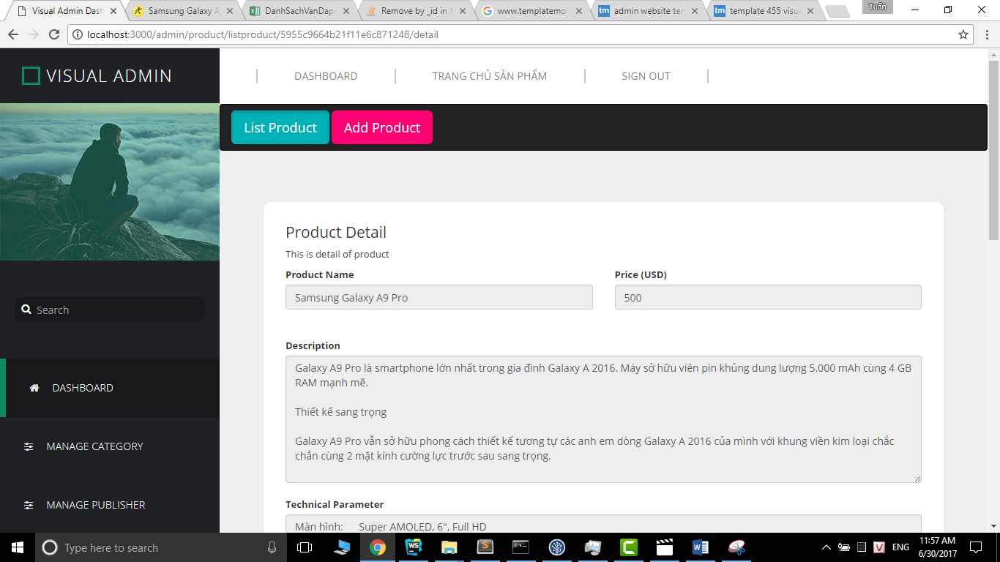 Visual Admin Dash
Samsung Galaxy A
DanhSachVanDap-
Remove by _id in M
www.templatemo
admin website tem
template 455 visua
Tuấn
localhost:3000/admin/product/listproduct/5955c9664b21f11e6c871248/detail
VISUAL ADMIN
DASHBOARD
TRANG CHỦ SẢN PHẨM
SIGN OUT
List Product
Add Product
Search
DASHBOARD
MANAGE CATEGORY
MANAGE PUBLISHER
Product Detail
This is detail of product
Product Name
Price (USD)
Samsung Galaxy A9 Pro
500
Description
Galaxy A9 Pro là smartphone lớn nhất trong gia đình Galaxy A 2016. Máy sở hữu viên pin khủng dung lượng 5.000 mAh cùng 4 GB
RAM mạnh mẽ.
Thiết kế sang trọng
Galaxy A9 Pro vẫn sở hữu phong cách thiết kế tương tự các anh em dòng Galaxy A 2016 của mình với khung viền kim loại chắc
chắn cùng 2 mặt kính cường lực trước sau sang trọng.
Technical Parameter
Màn hình: Super AMOLED, 6", Full HD
Type here to search
ENG
11:57 AM
6/30/2017